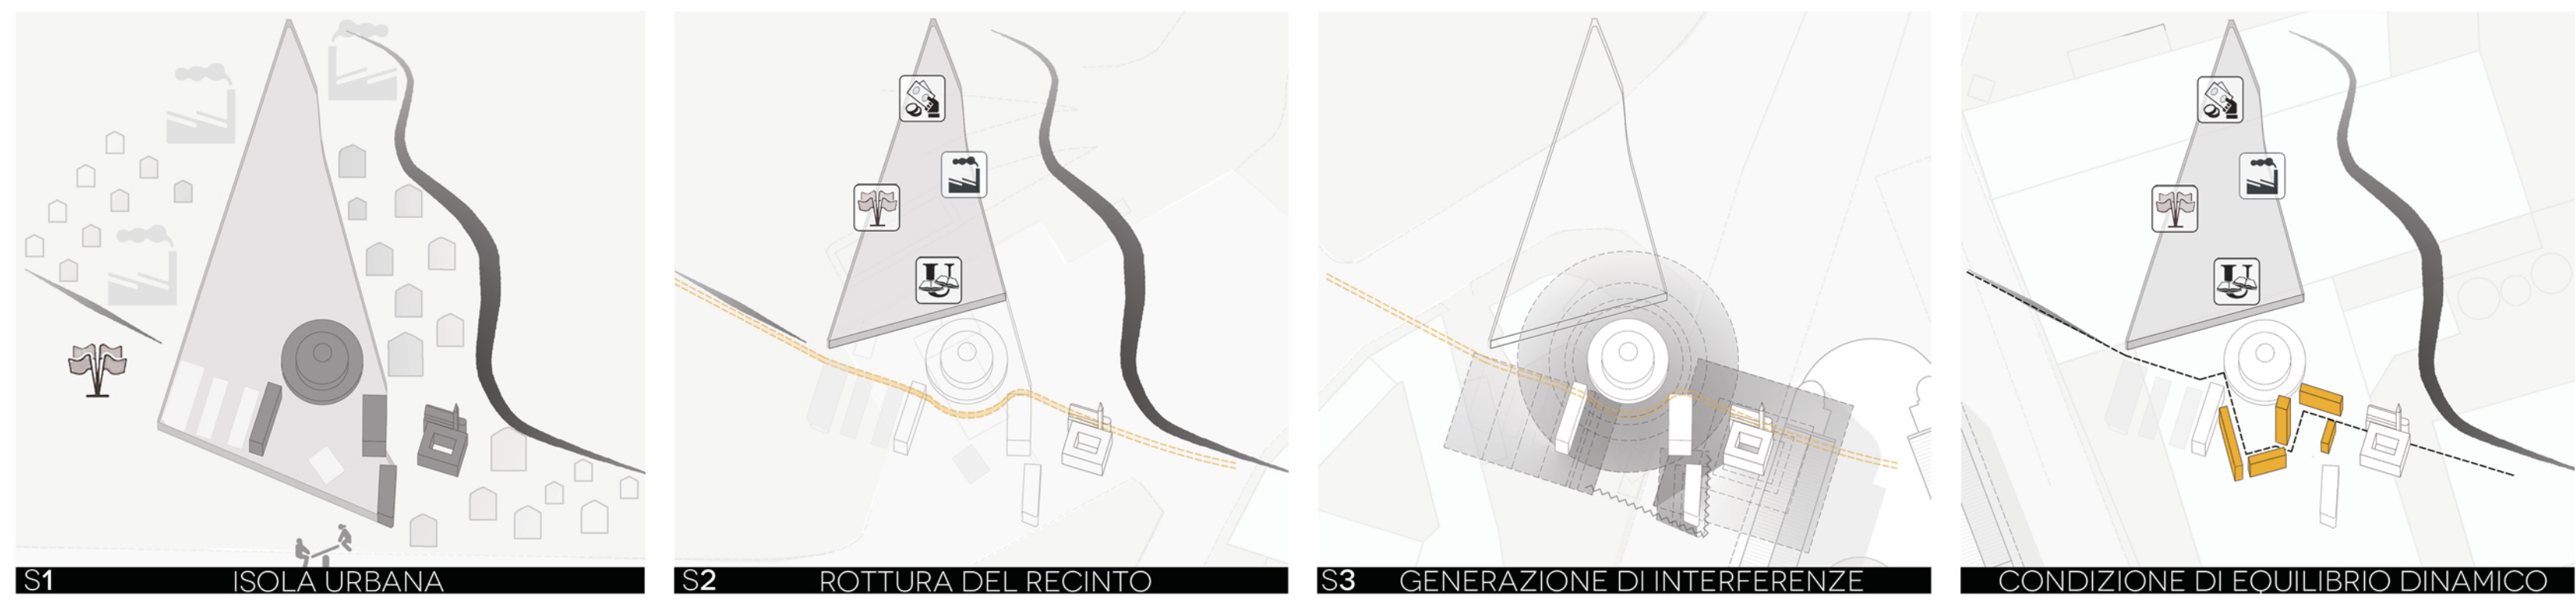 S1 ISOLA URBANA
S2 ROTTURA DEL RECINTO
S3 GENERAZIONE DI INTERFERENZE
CONDIZIONE DI EQUILIBRIO DINAMICO